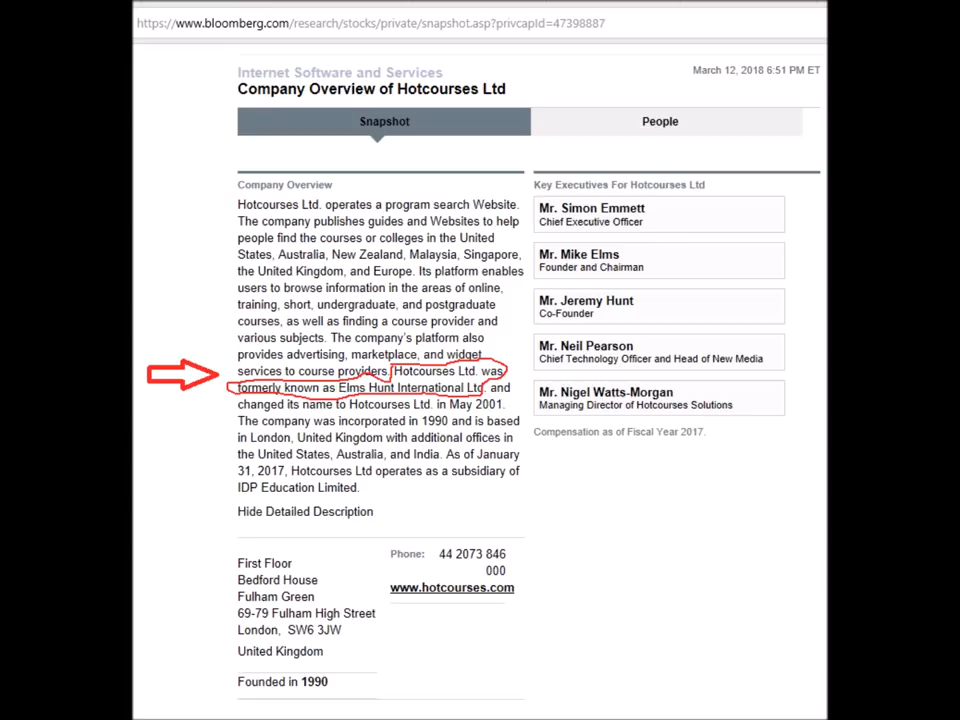 https://www.bloomberg.com/research/stocks/private/snapshot.asp?privcapId=47398887
Internet Software and Services
March 12, 2018 6:51 PM ET
Company Overview of Hotcourses Ltd
Snapshot
People
Company Overview
Hotcourses Ltd. operates a program search Website.
The company publishes guides and Websites to help
people find the courses or colleges in the United
States, Australia, New Zealand, Malaysia, Singapore,
the United Kingdom, and Europe. Its platform enables
users to browse information in the areas of online,
training, short, undergraduate, and postgraduate
courses, as well as finding a course provider and
various subjects. The company's platform also
provides advertising, marketplace, and widget
services to course providers. Hotcourses Ltd. was
formerly known as Elms Hunt International Ltd. and
changed its name to Hotcourses Ltd. in May 2001.
The company was incorporated in 1990 and is based
in London, United Kingdom with additional offices in
the United States, Australia, and India. As of January
31, 2017, Hotcourses Ltd operates as a subsidiary of
IDP Education Limited.
Hide Detailed Description
Key Executives For Hotcourses Ltd
Mr. Simon Emmett
Chief Executive Officer
Mr. Mike Elms
Founder and Chairman
Mr. Jeremy Hunt
Co-Founder
Mr. Neil Pearson
Chief Technology Officer and Head of New Media
Mr. Nigel Watts-Morgan
Managing Director of Hotcourses Solutions
Compensation as of Fiscal Year 2017.
First Floor
Bedford House
Fulham Green
69-79 Fulham High Street
London, SW6 3JW
United Kingdom
Founded in 1990
Phone: 44 2073 846
000
www.hotcourses.com